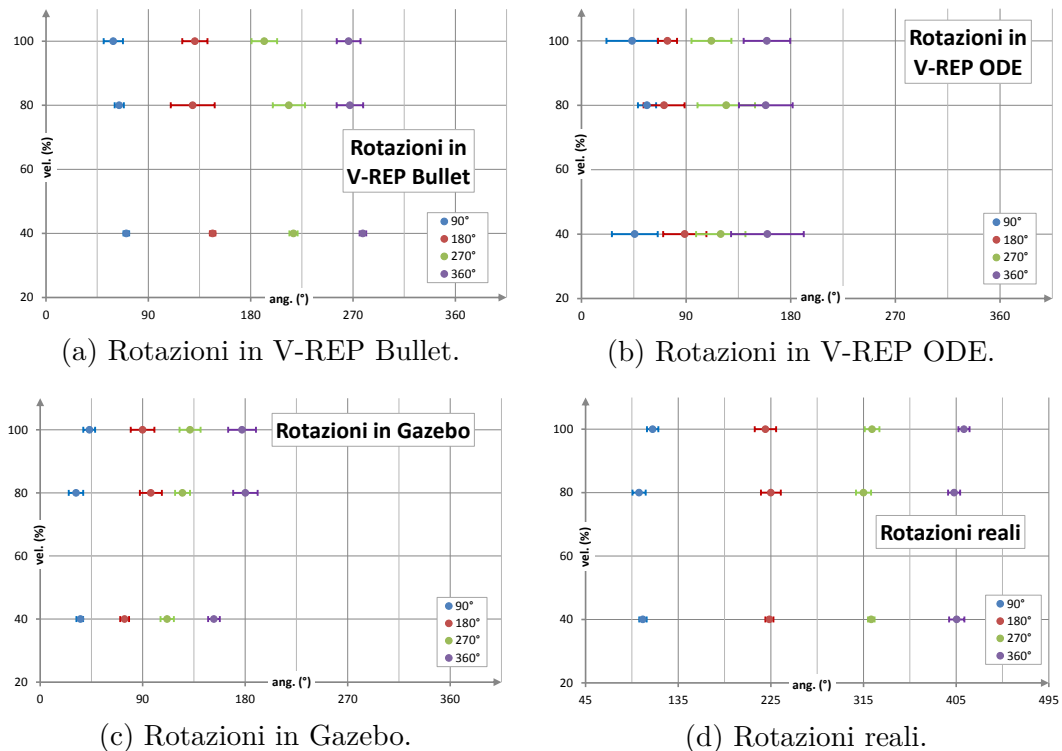 100
80
60
40
20
vel. (%)
Rotazioni in
V-REP Bullet
90°
180°
270°
360°
ang. (°)
0 90 180 270 360
(a) Rotazioni in V-REP Bullet.
100
80
60
40
20
vel. (%)
Rotazioni in
V-REP ODE
90°
180°
270°
360°
ang. (°)
0 90 180 270 360
(b) Rotazioni in V-REP ODE.
100
80
60
40
20
vel. (%)
Rotazioni in Gazebo
90°
180°
270°
360°
ang. (°)
0 90 180 270 360
(c) Rotazioni in Gazebo.
100
80
60
40
20
vel. (%)
Rotazioni reali
90°
180°
270°
360°
ang. (°)
45 135 225 315 405 495
(d) Rotazioni reali.